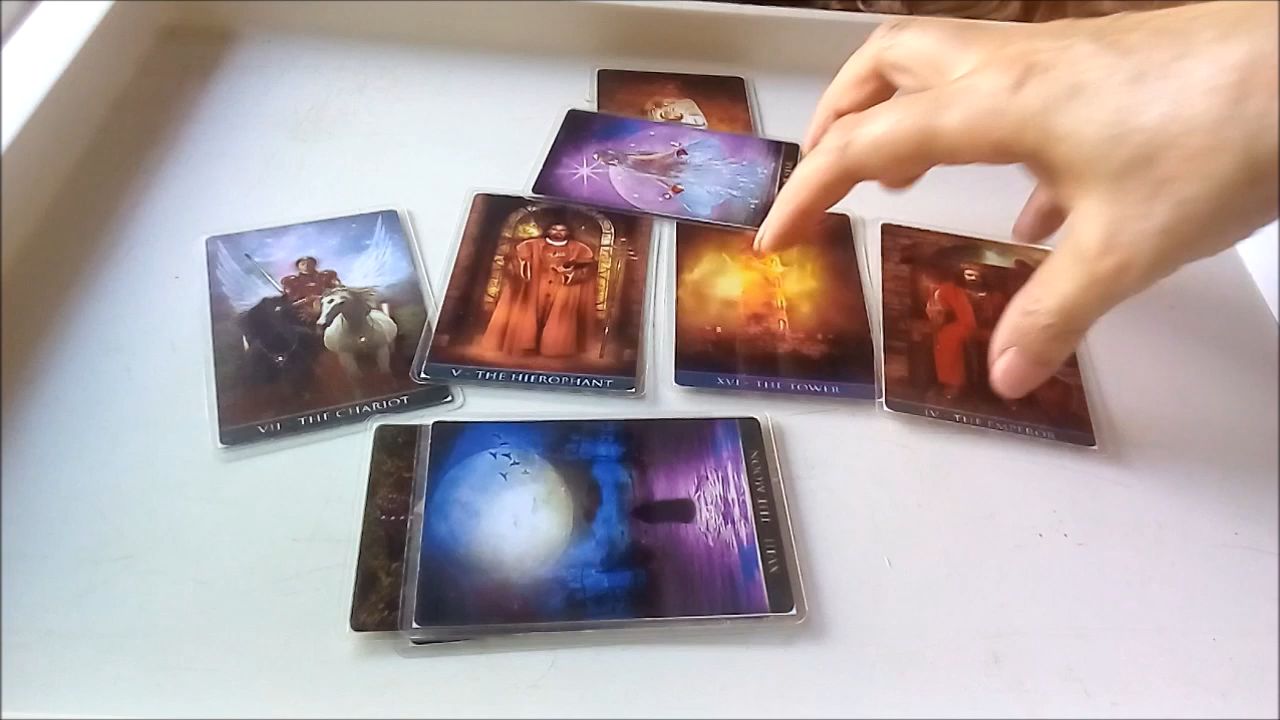 VII - THE CHARIOT
V - THE HIEROPHANT
XVI - THE TOWER
IV - THE EMPEROR
XVIII - THE MOON